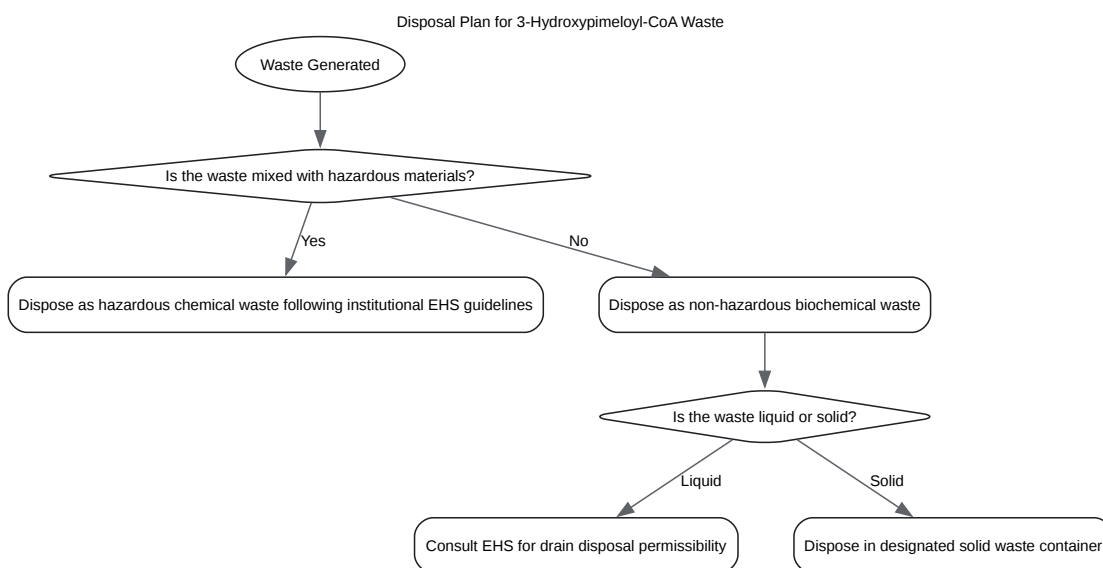 Disposal Plan for 3-Hydroxypimeloyl-CoA Waste
Waste Generated
Is the waste mixed with hazardous materials?
Yes
No
Dispose as hazardous chemical waste following institutional EHS guidelines
Dispose as non-hazardous biochemical waste
Is the waste liquid or solid?
Liquid
Solid
Consult EHS for drain disposal permissibility
Dispose in designated solid waste container